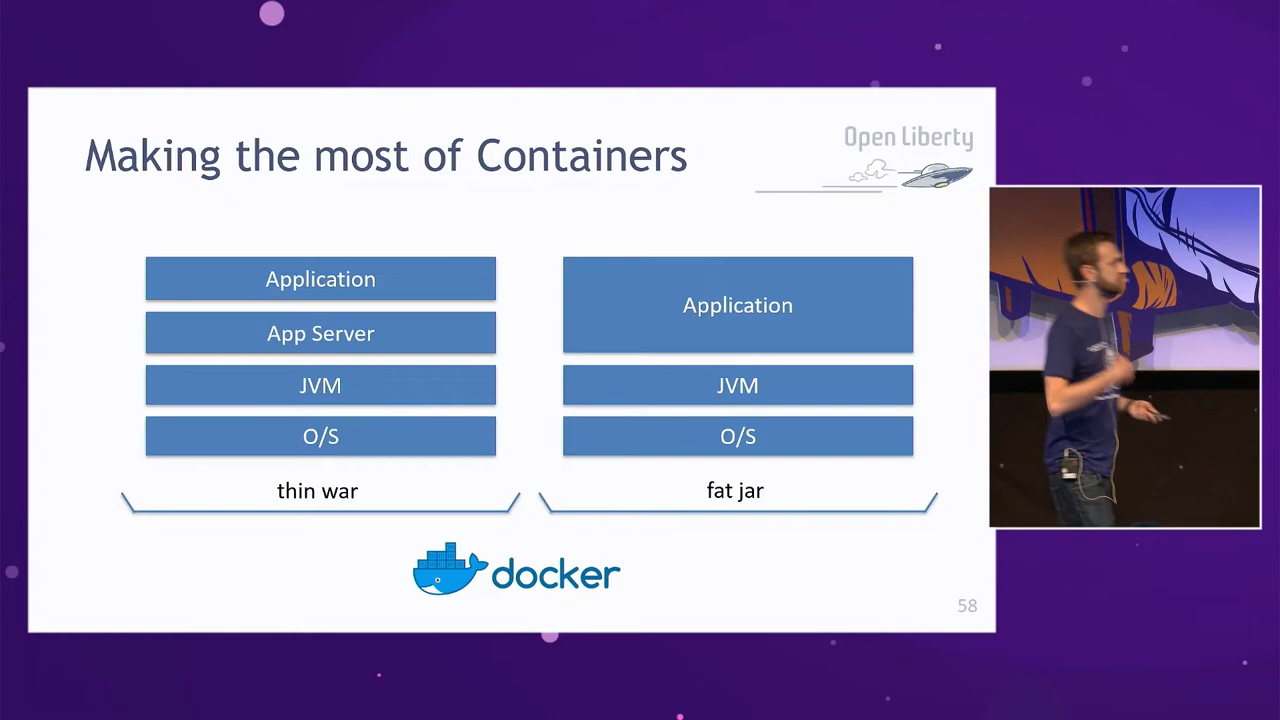 Making the most of Containers
Open Liberty
Application
App Server
JVM
O/S
thin war
Application
JVM
O/S
fat jar
docker
58